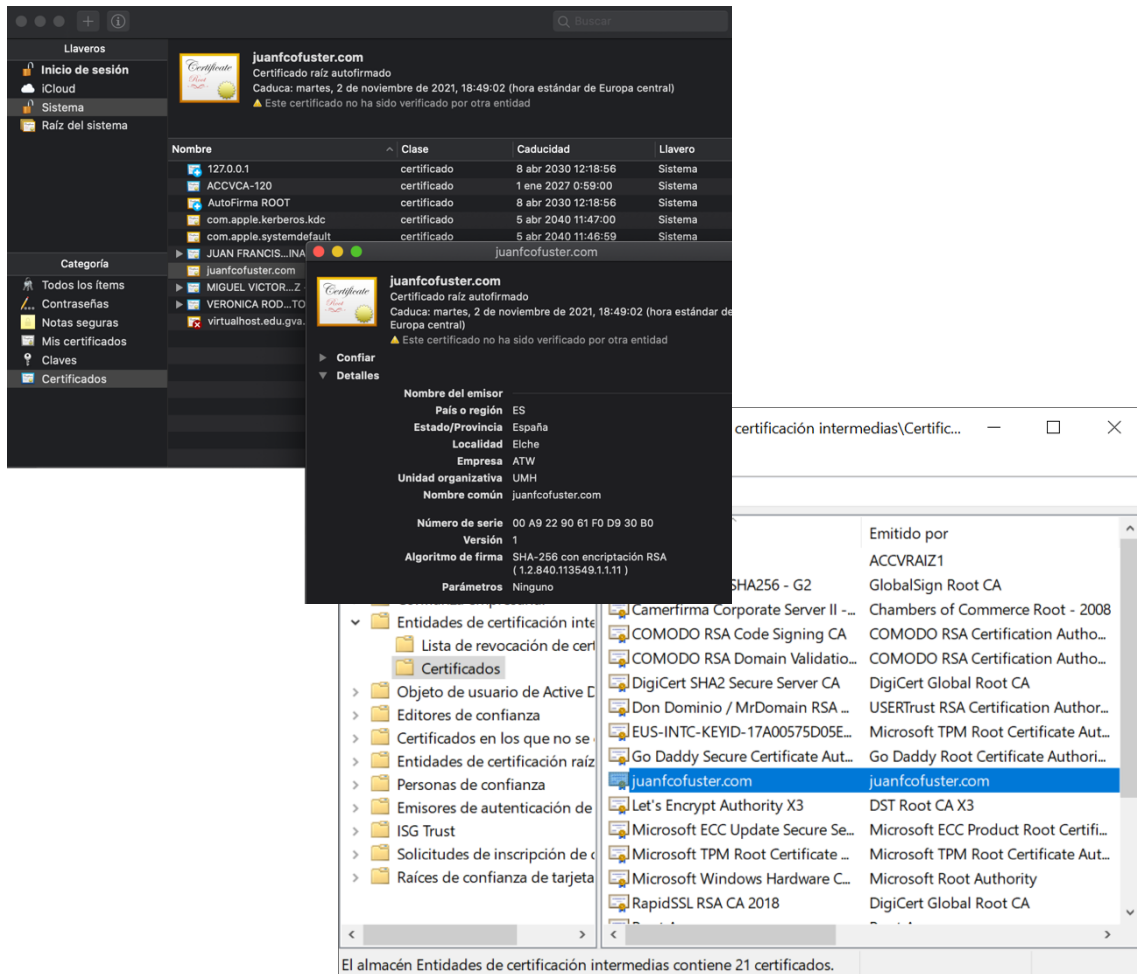 Buscar
Llaveros
Inicio de sesión
iCloud
Sistema
Raíz del sistema
Certificate
Root
juanfcofuster.com
Certificado raíz autofirmado
Caduca: martes, 2 de noviembre de 2021, 18:49:02 (hora estándar de Europa central)
Este certificado no ha sido verificado por otra entidad
Nombre Clase Caducidad Llavero
127.0.0.1 certificado 8 abr 2030 12:18:56 Sistema
ACCVCA-120 certificado 1 ene 2027 0:59:00 Sistema
AutoFirma ROOT certificado 8 abr 2030 12:18:56 Sistema
com.apple.kerberos.kdc certificado 5 abr 2040 11:47:00 Sistema
com.apple.systemdefault certificado 5 abr 2040 11:46:59 Sistema
JUAN FRANCIS...INA
juanfcofuster.com
MIGUEL VICTOR...Z
VERONICA ROD...TO
virtualhost.edu.gva.
Categoría
Todos los ítems
Contraseñas
Notas seguras
Mis certificados
Claves
Certificados
juanfcofuster.com
Certificate
Root
juanfcofuster.com
Certificado raíz autofirmado
Caduca: martes, 2 de noviembre de 2021, 18:49:02 (hora estándar de
Europa central)
Este certificado no ha sido verificado por otra entidad
Confiar
Detalles
Nombre del emisor
País o región ES
Estado/Provincia España
Localidad Elche
Empresa ATW
Unidad organizativa UMH
Nombre común juanfcofuster.com
Número de serie 00 A9 22 90 61 F0 D9 30 B0
Versión 1
Algoritmo de firma SHA-256 con encriptación RSA
( 1.2.840.113549.1.1.11 )
Parámetros Ninguno
certificación intermedias\Certific...
Entidades de certificación inte
Lista de revocación de cert
Certificados
Objeto de usuario de Active D
Editores de confianza
Certificados en los que no se
Entidades de certificación raíz
Personas de confianza
Emisores de autenticación de
ISG Trust
Solicitudes de inscripción de c
Raíces de confianza de tarjeta
Emitido por
ACCVRAIZ1
SHA256 - G2 GlobalSign Root CA
Camerfirma Corporate Server II -... Chambers of Commerce Root - 2008
COMODO RSA Code Signing CA COMODO RSA Certification Autho...
COMODO RSA Domain Validatio... COMODO RSA Certification Autho...
DigiCert SHA2 Secure Server CA DigiCert Global Root CA
Don Dominio / MrDomain RSA ... USERTrust RSA Certification Author...
EUS-INTC-KEYID-17A00575D05E... Microsoft TPM Root Certificate Aut...
Go Daddy Secure Certificate Aut... Go Daddy Root Certificate Authori...
juanfcofuster.com juanfcofuster.com
Let's Encrypt Authority X3 DST Root CA X3
Microsoft ECC Update Secure Se... Microsoft ECC Product Root Certifi...
Microsoft TPM Root Certificate ... Microsoft TPM Root Certificate Aut...
Microsoft Windows Hardware C... Microsoft Root Authority
RapidSSL RSA CA 2018 DigiCert Global Root CA
El almacén Entidades de certificación intermedias contiene 21 certificados.